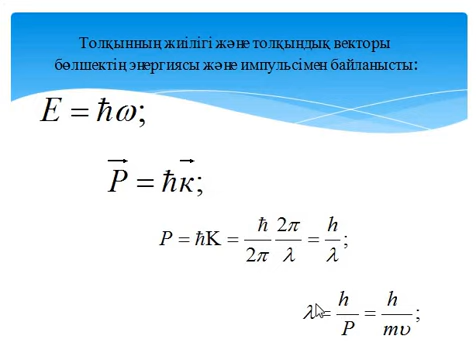 Толқынның жиілігі және толқындық векторы
бөлшектің энергиясы және импульсімен байланысты:
E = ħω;
P⃗ = ħκ⃗;
P = ħK = ħ/2π 2π/λ = h/λ;
λ = h/P = h/mυ;